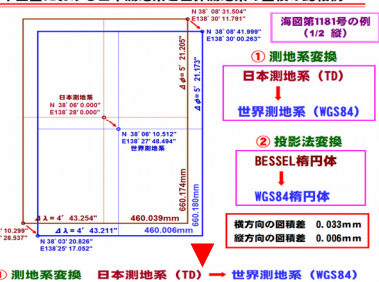 N 38° 08' 31.504"
E138° 30' 11.791"
N 38° 08' 41.999"
E138° 30' 00.263"
海図第1181号の例
(1/2 縦)
Δφ= 5' 21.205"
Δφ= 5' 21.173"
① 測地系変換
日本測地系 (TD)
世界測地系 (WGS84)
日本測地系
N 38° 06' 0.000"
E138° 28' 0.000"
N 38° 06' 10.512"
E138° 27' 48.494"
世界測地系
② 投影法変換
BESSEL楕円体
WGS84楕円体
660.174mm
660.180mm
横方向の図積差 0.033mm
縦方向の図積差 0.006mm
Δλ= 4' 43.254"
460.039mm
10.299"
28.537"
Δλ= 4' 43.211"
460.006mm
N 38° 03' 20.826"
E138° 25' 17.052"
測地系変換 日本測地系 (TD) 世界測地系 (WGS84)